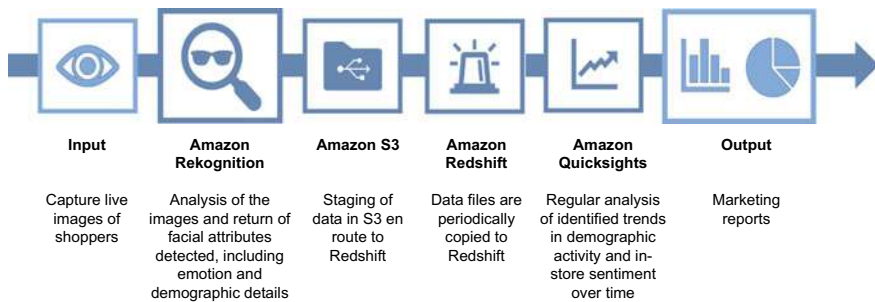 Input
Capture live
images of
shoppers
Amazon
Rekognition
Analysis of the
images and return of
facial attributes
detected, including
emotion and
demographic details
Amazon S3
Staging of
data in S3 en
route to
Redshift
Amazon
Redshift
Data files are
periodically
copied to
Redshift
Amazon
Quicksights
Regular analysis
of identified trends
in demographic
activity and in-
store sentiment
over time
Output
Marketing
reports